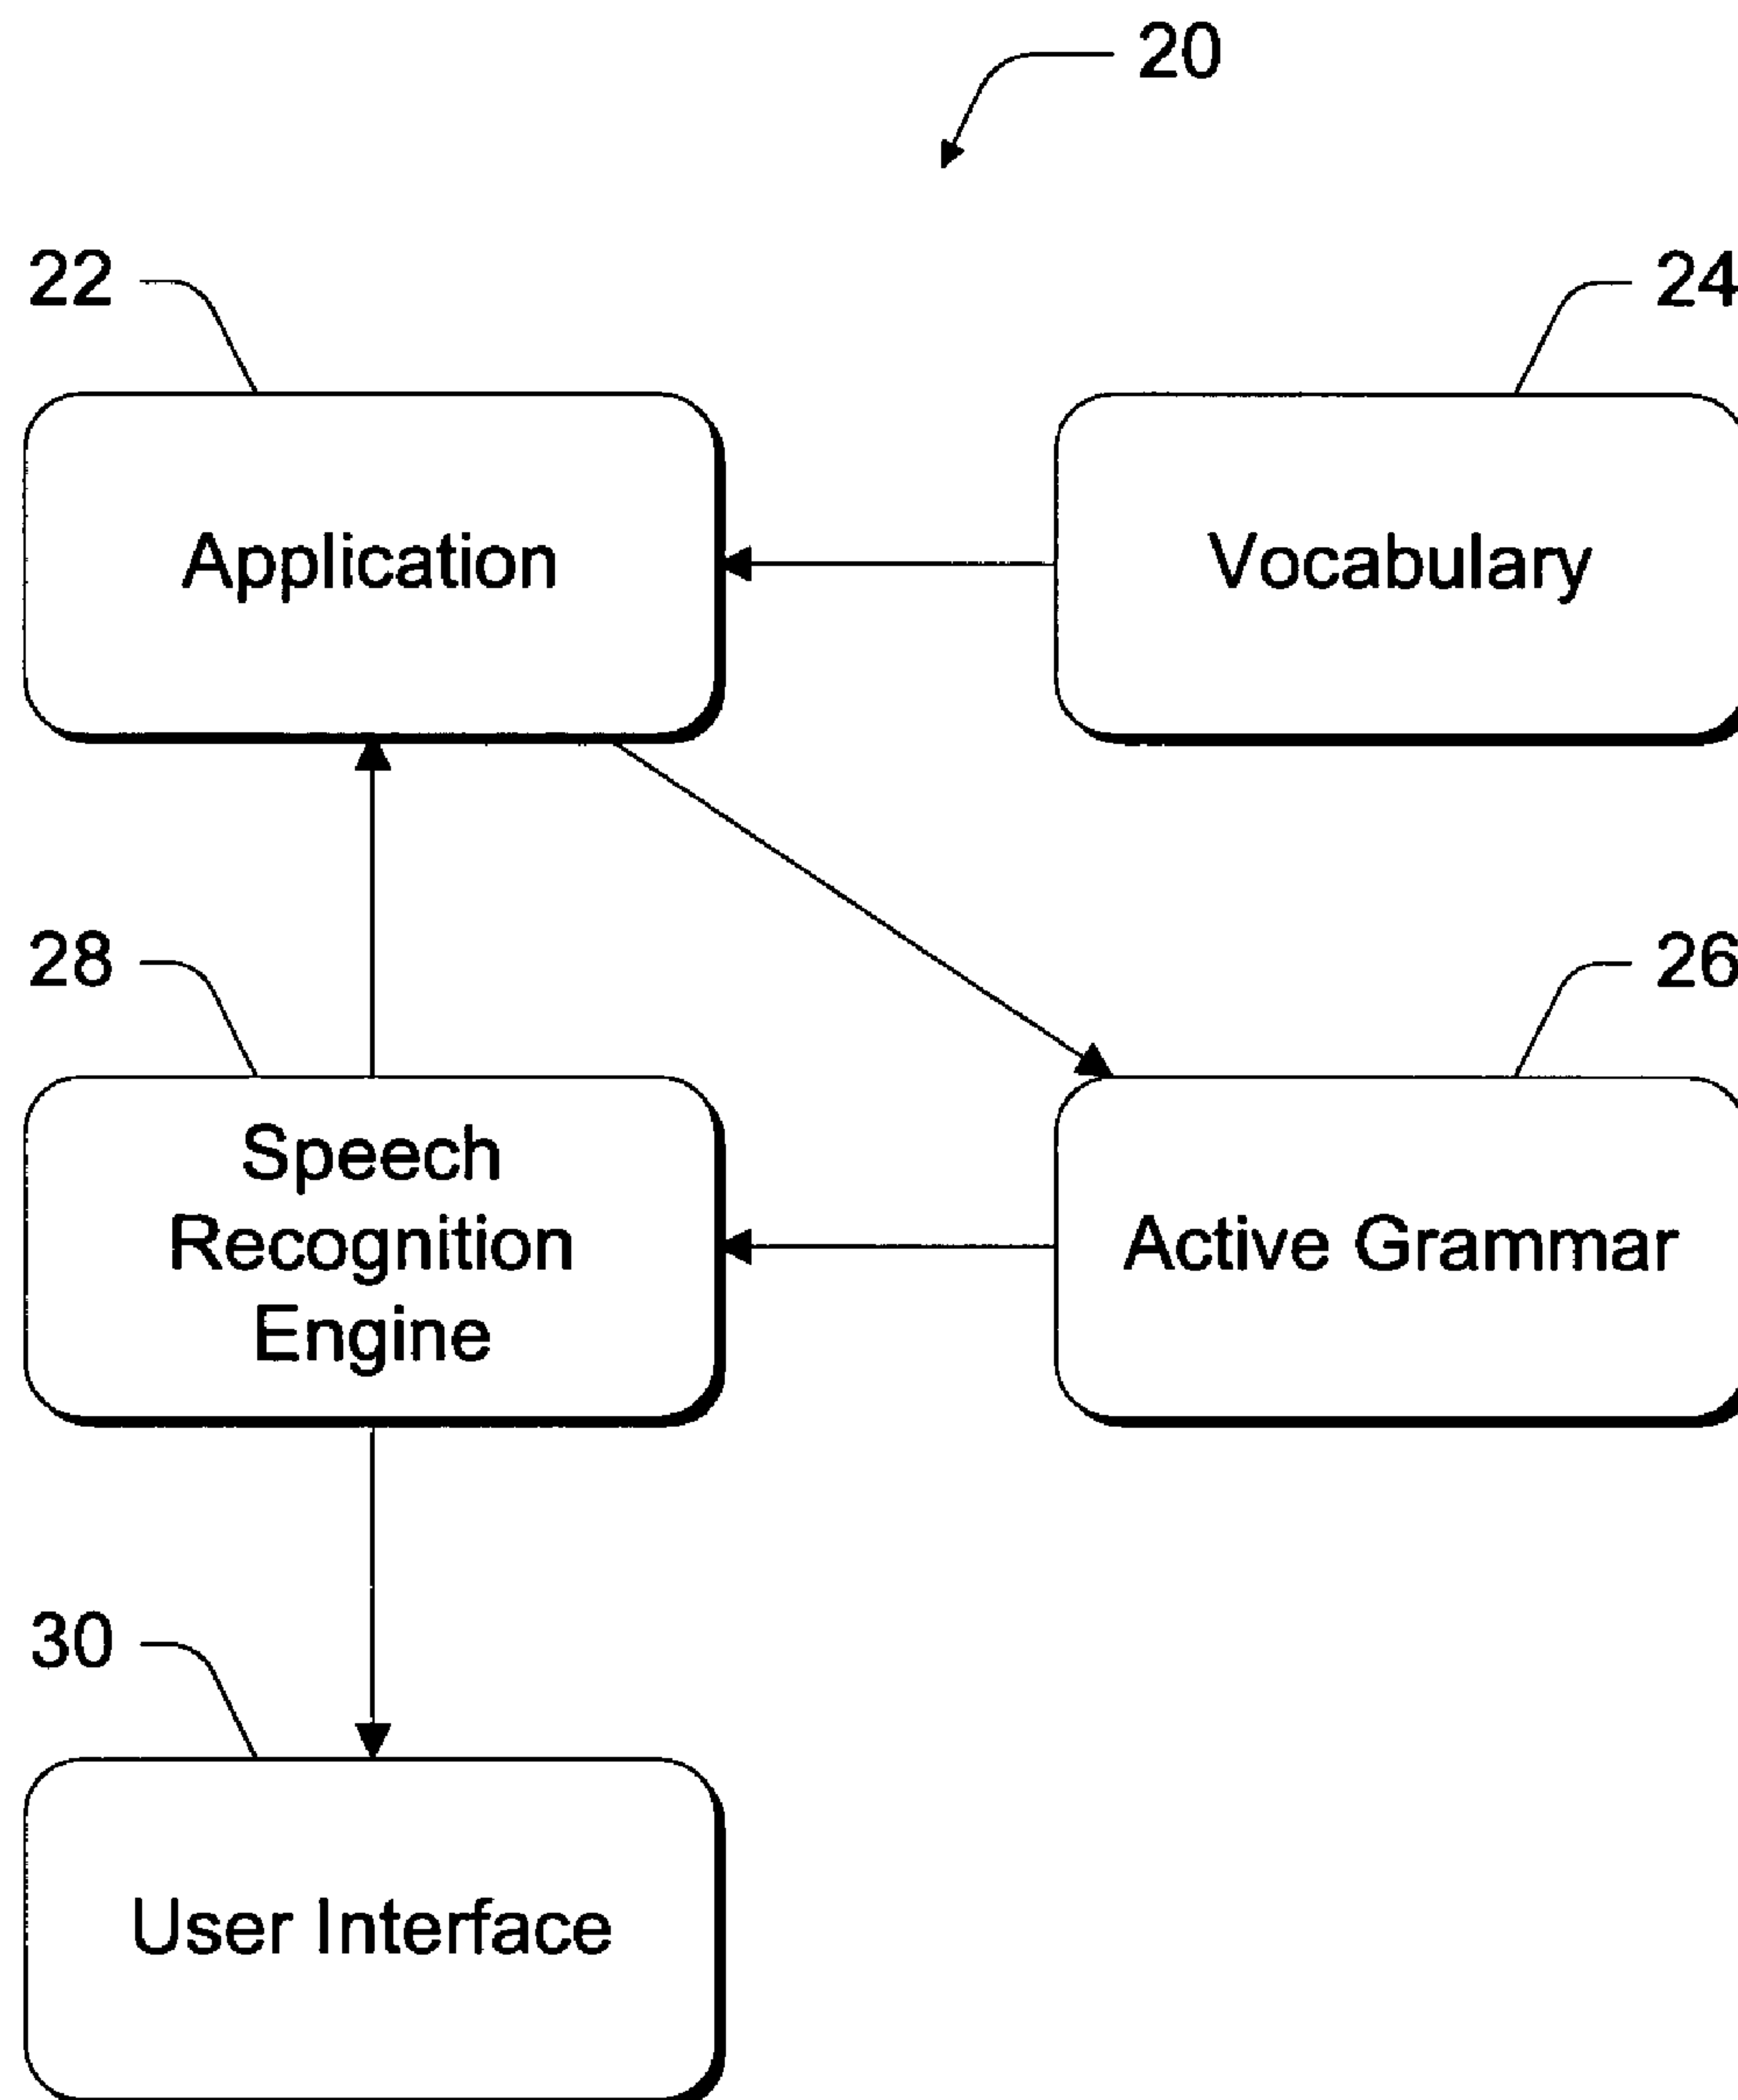 20
22
24
Application
Vocabulary
28
26
Speech
Recognition
Engine
Active Grammar
30
User Interface